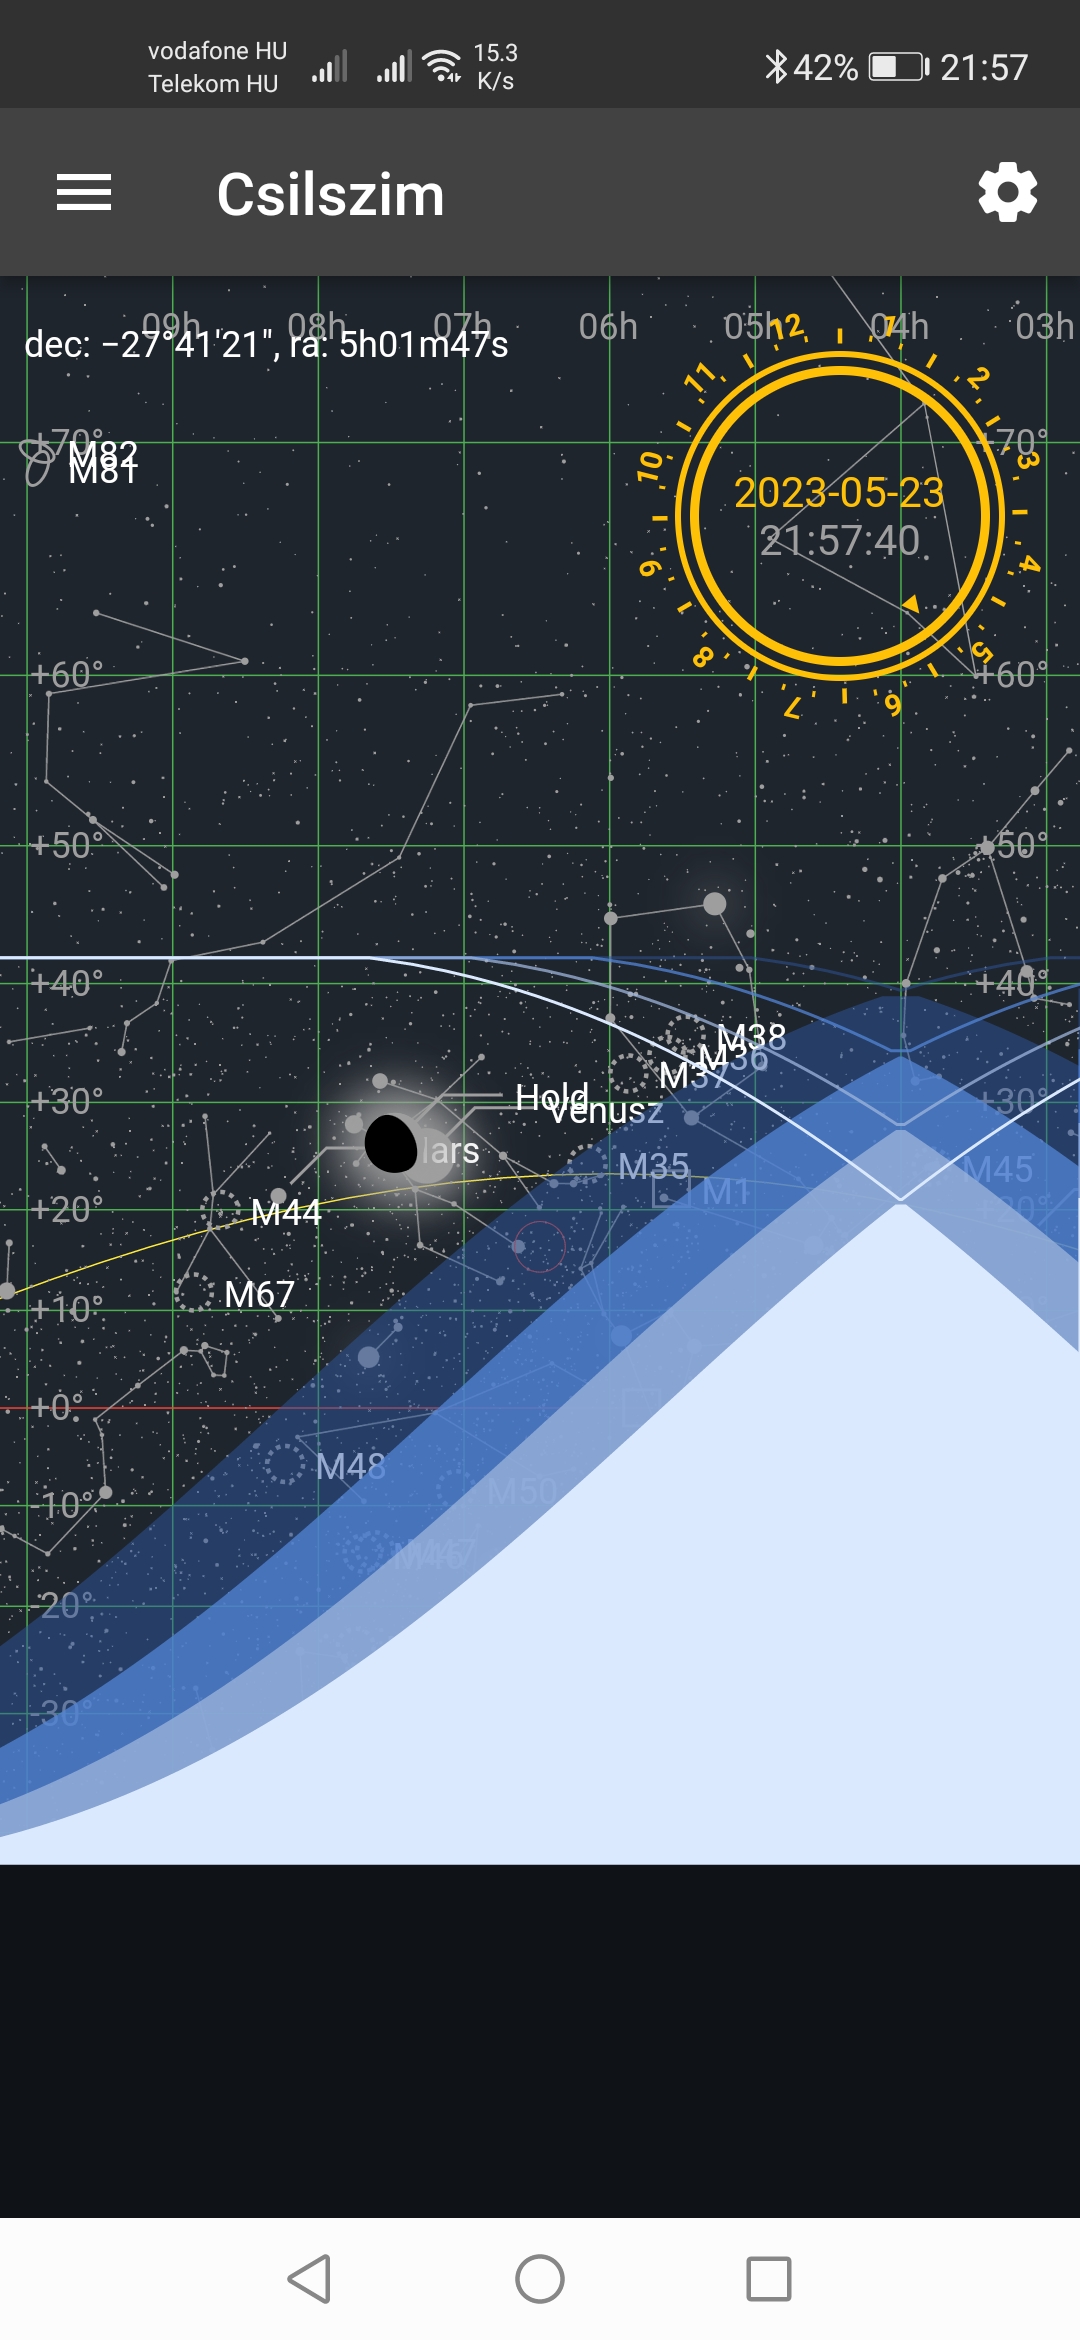 vodafone HU
Telekom HU
15.3
K/s
42%
21:57
Csilszim
09h 08h 07h 06h 05h 04h 03h
dec: −27°41'21", ra: 5h01m47s
12 1 2 3 4 5 6 7 8 9 10 11
2023-05-23
21:57:40
+70° +70°
M82
M81
+60° +60°
+50° +50°
+40° +40°
M38
M36
M37
+30° +30°
Hold
Venusz
M35
M45
M1
+20° 20°
M44
M67
+10°
+0°
M48
M50
-10°
M46
M47
-20°
-30°